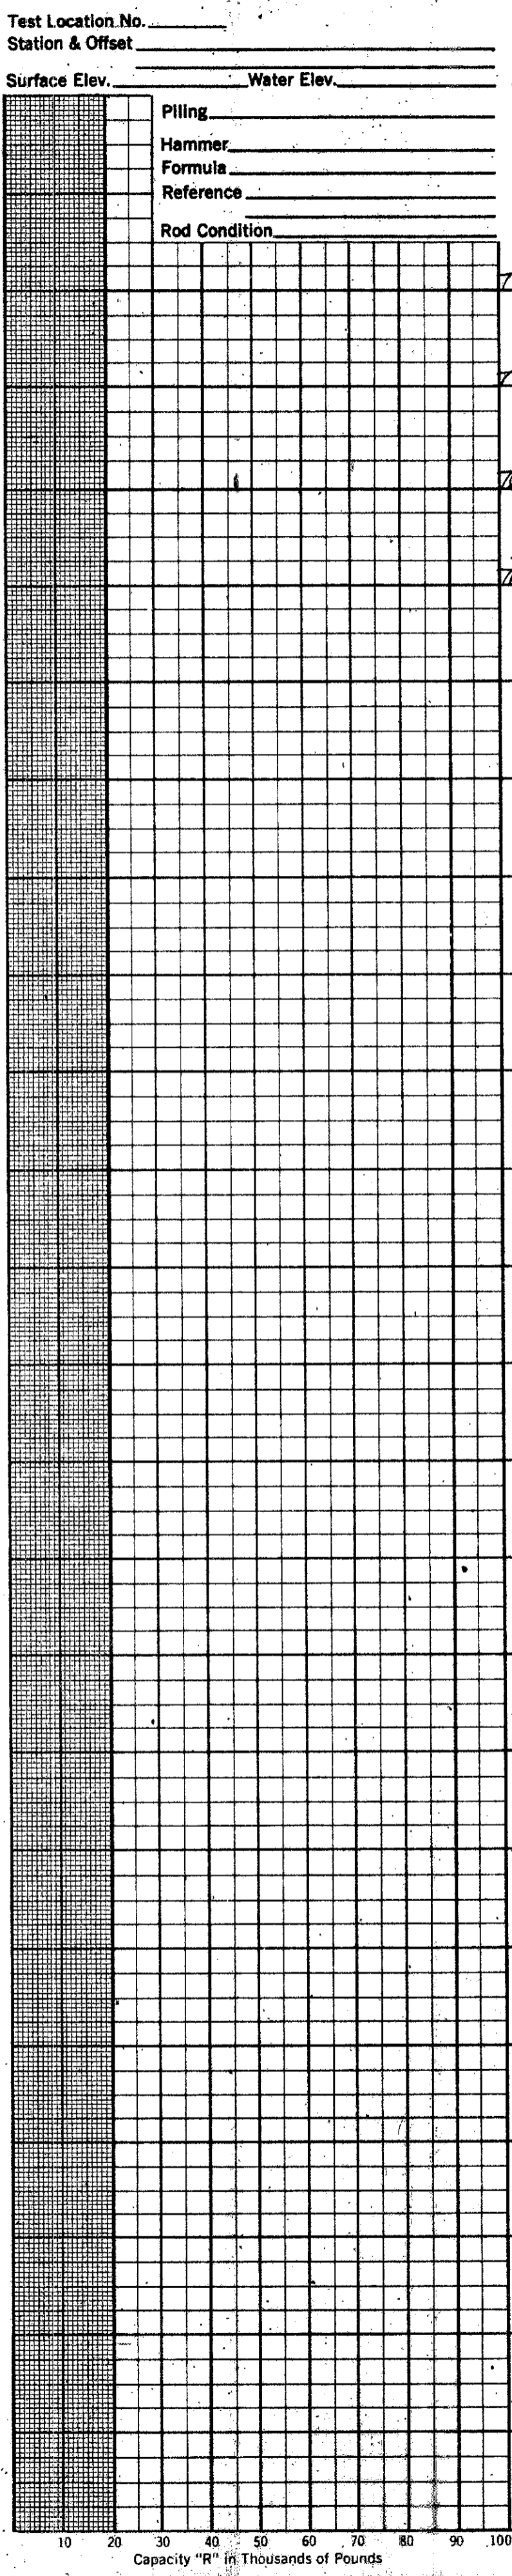 Test Location No.
Station & Offset
Surface Elev. Water Elev.
Piling
Hammer
Formula
Reference
Rod Condition
10 20 30 40 50 60 70 80 90 100
Capacity "R" in Thousands of Pounds